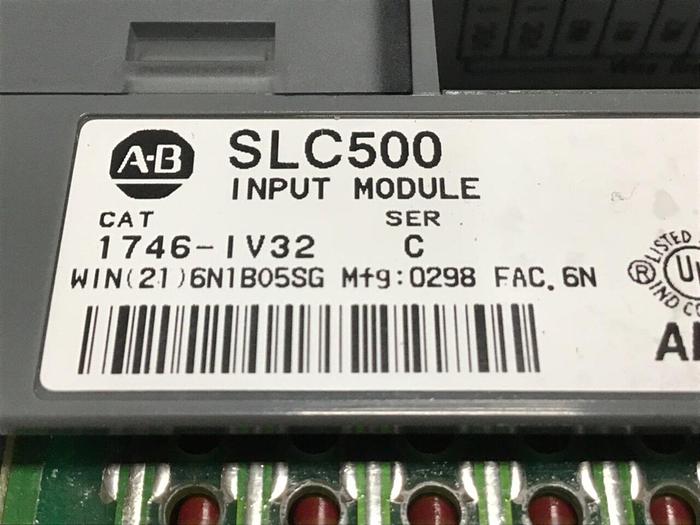 A-B
SLC500
INPUT MODULE
CAT SER
1746-IV32 C
WIN(21)6N1B05SG Mfg:0298 FAC.6N
LISTED
U
®
IND CO